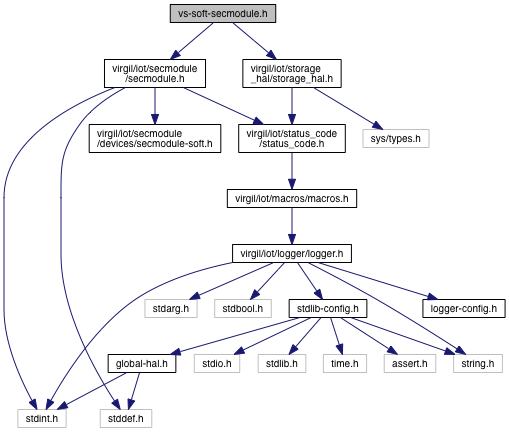 vs-soft-secmodule.h
virgil/iot/secmodule
/secmodule.h
virgil/iot/storage
_hal/storage_hal.h
virgil/iot/secmodule
/devices/secmodule-soft.h
virgil/iot/status_code
/status_code.h
sys/types.h
virgil/iot/macros/macros.h
virgil/iot/logger/logger.h
stdarg.h
stdbool.h
stdlib-config.h
logger-config.h
global-hal.h
stdio.h
stdlib.h
time.h
assert.h
string.h
stdint.h
stddef.h